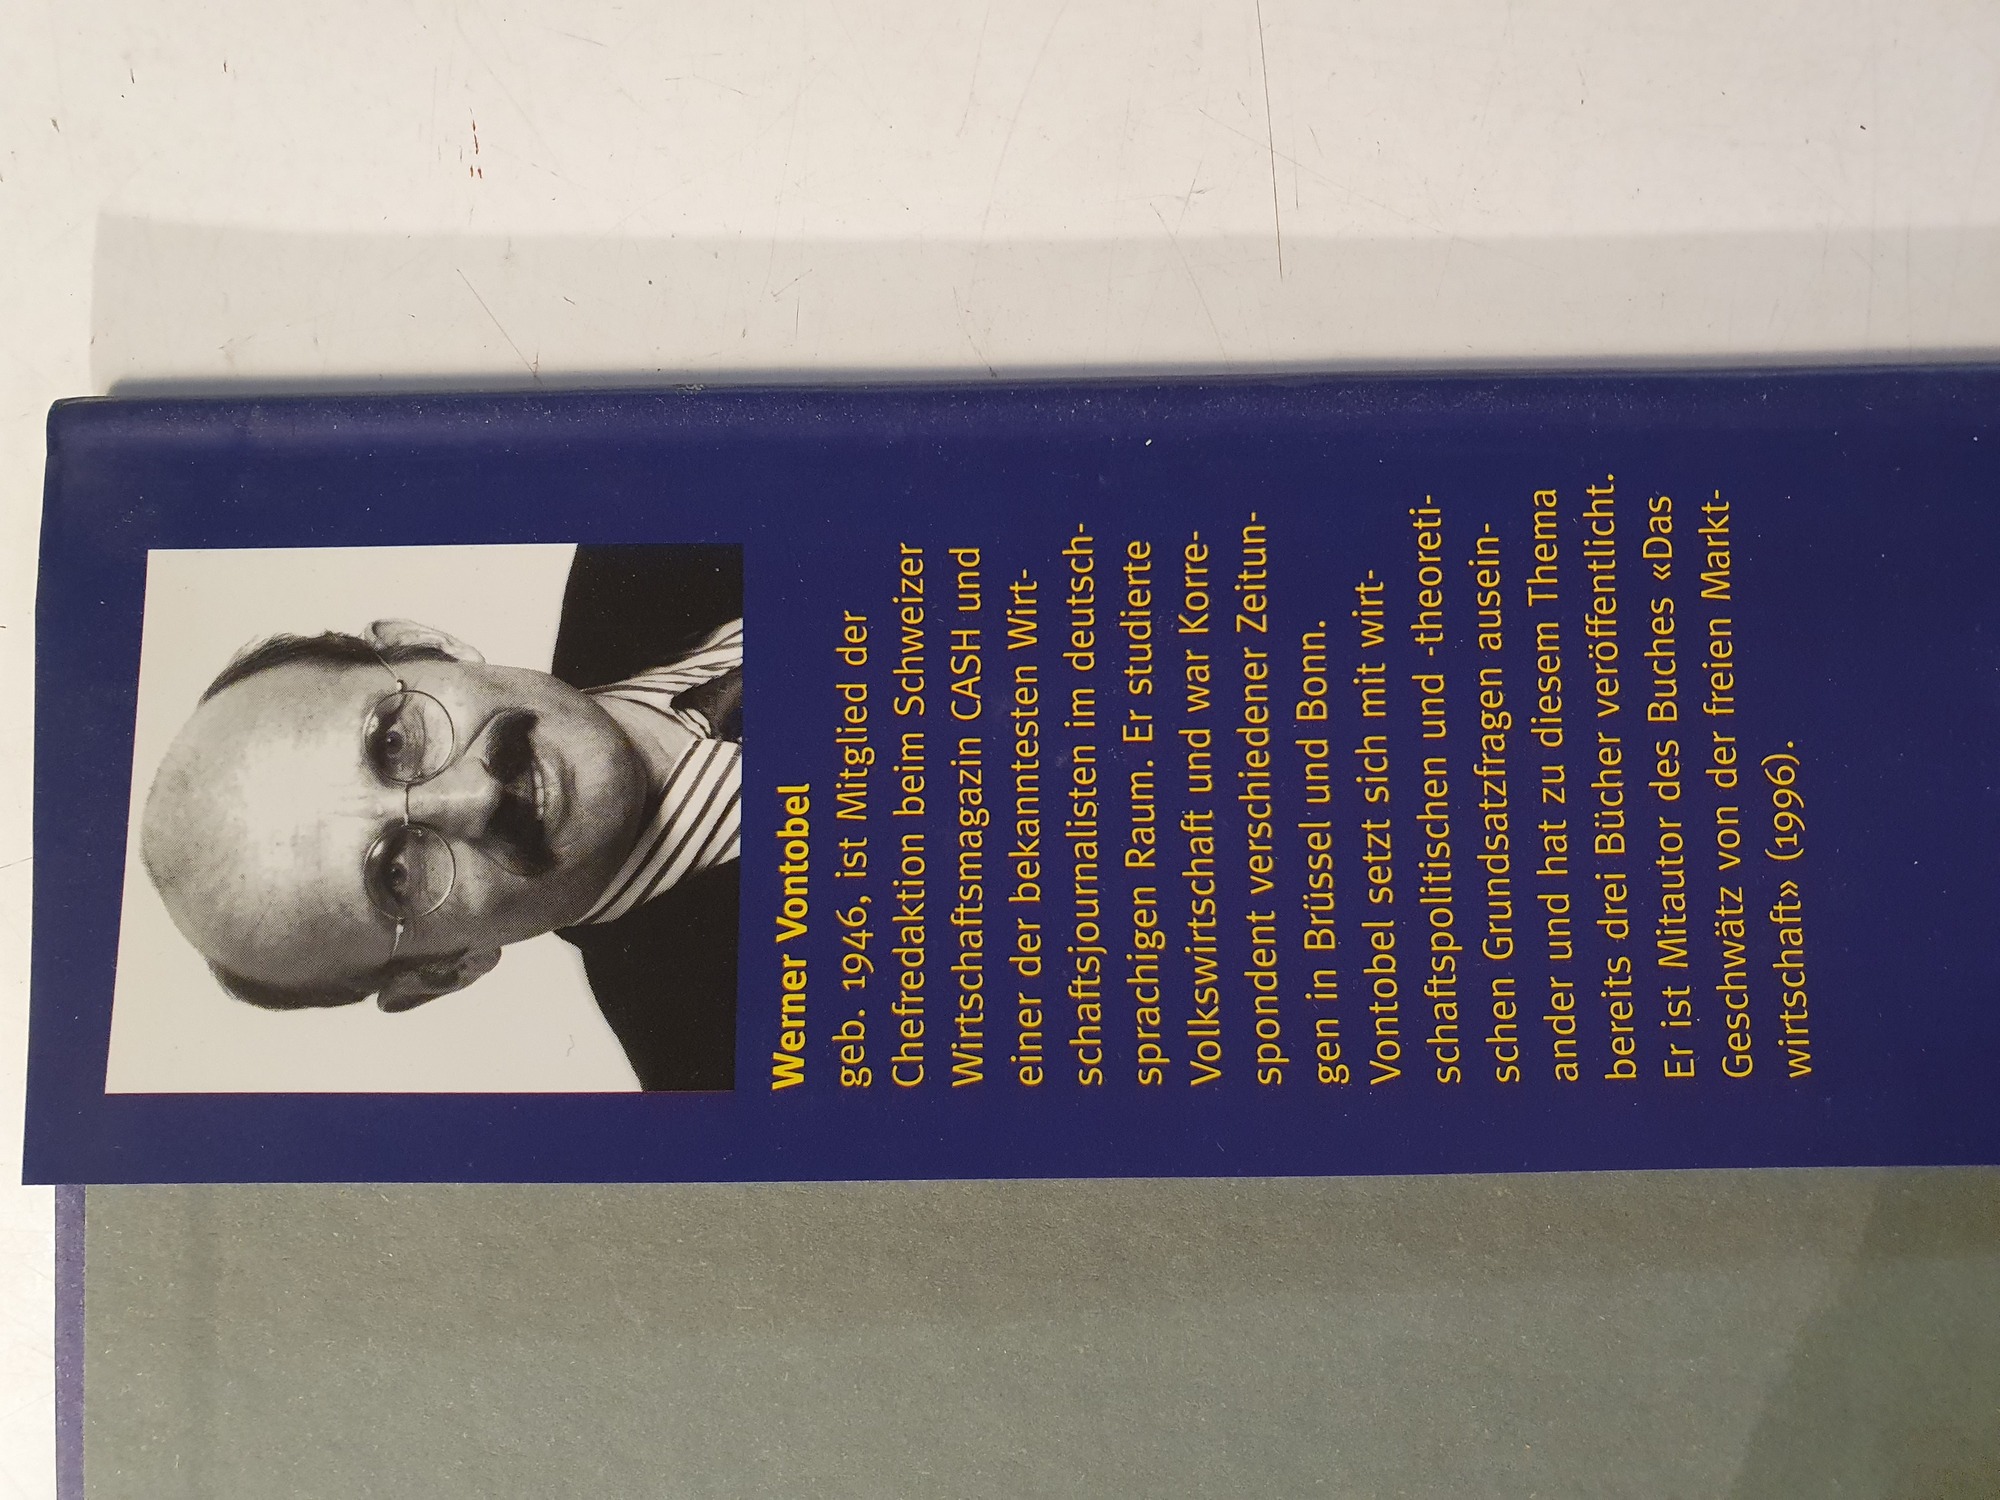 Werner Vontobel
geb. 1946, ist Mitglied der
Chefredaktion beim Schweizer
Wirtschaftsmagazin CASH und
einer der bekanntesten Wirt-
schaftsjournalisten im deutsch-
sprachigen Raum. Er studierte
Volkswirtschaft und war Korre-
spondent verschiedener Zeitun-
gen in Brüssel und Bonn.
Vontobel setzt sich mit wirt-
schaftspolitischen und -theoreti-
schen Grundsatzfragen ausein-
ander und hat zu diesem Thema
bereits drei Bücher veröffentlicht.
Er ist Mitautor des Buches «Das
Geschwätz von der freien Markt-
wirtschaft» (1996).